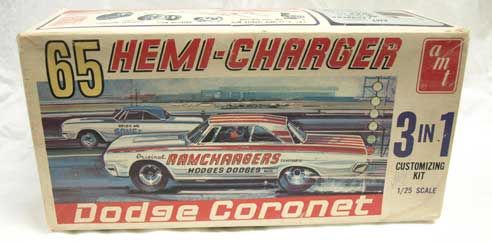 65 HEMI-CHARGER
amt
3 IN 1
CUSTOMIZING
KIT
1/25 SCALE
Original RAMCHARGERS
HODGES DODGES
Dodge Coronet